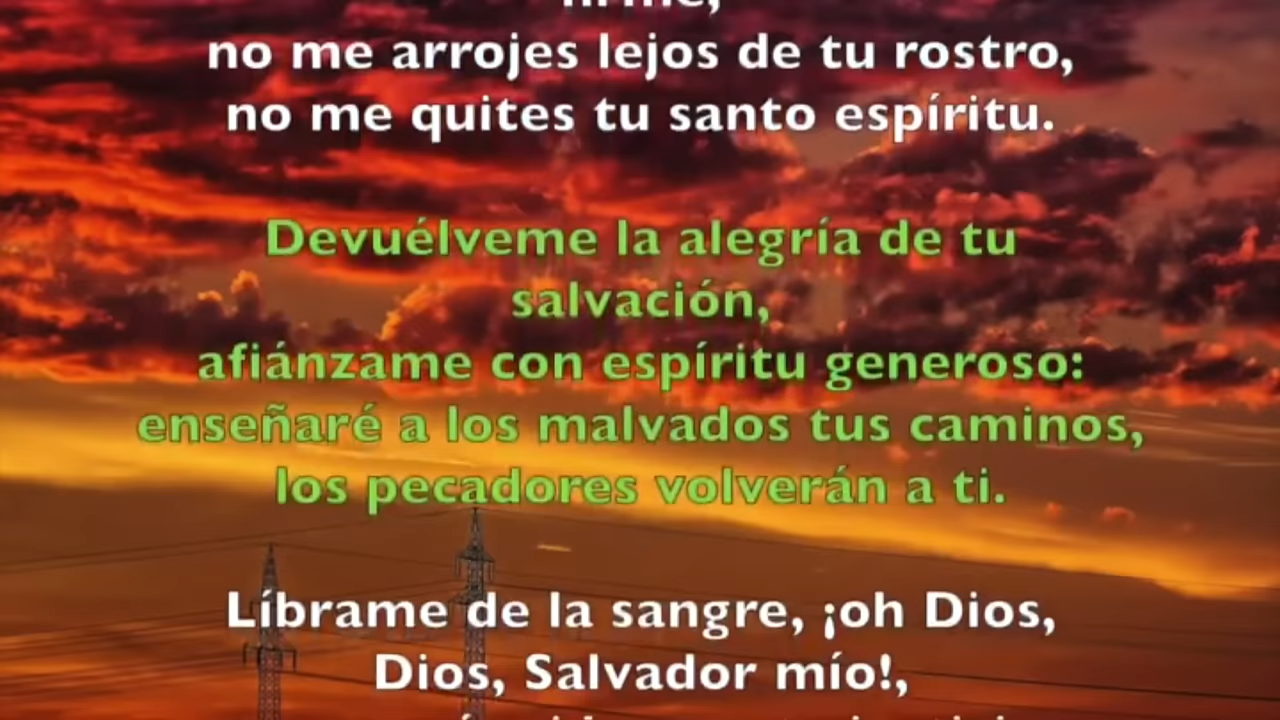 no me arrojes lejos de tu rostro,
no me quites tu santo espíritu.
Devuélveme la alegría de tu
salvación,
afiánzame con espíritu generoso:
enseñaré a los malvados tus caminos,
los pecadores volverán a ti.
Líbrame de la sangre, ¡oh Dios,
Dios, Salvador mío!,